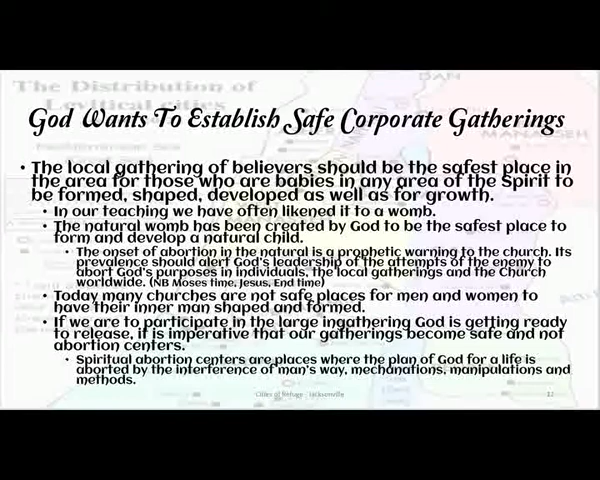 The Distribution of
Levitical cities
DAN
MANASSEH
God Wants To Establish Safe Corporate Gatherings
• The local gathering of believers should be the safest place in
the area for those who are babies in any area of the Spirit to
be formed, shaped, developed as well as for growth.
• In our teaching we have often likened it to a womb.
• The natural womb has been created by God to be the safest place to
form and develop a natural child.
• The onset of abortion in the natural is a prophetic warning to the church. Its
prevalence should alert God's leadership of the attempts of the enemy to
abort God's purposes in individuals, the local gatherings and the Church
worldwide. (NB Moses time, Jesus, End time)
• Today many churches are not safe places for men and women to
have their inner man shaped and formed.
• If we are to participate in the large ingathering God is getting ready
to release, it is imperative that our gatherings become safe and not
abortion centers.
• Spiritual abortion centers are places where the plan of God for a life is
aborted by the interference of man's way, mechanations, manipulations and
methods.
Cities of Refuge - Jacksonville